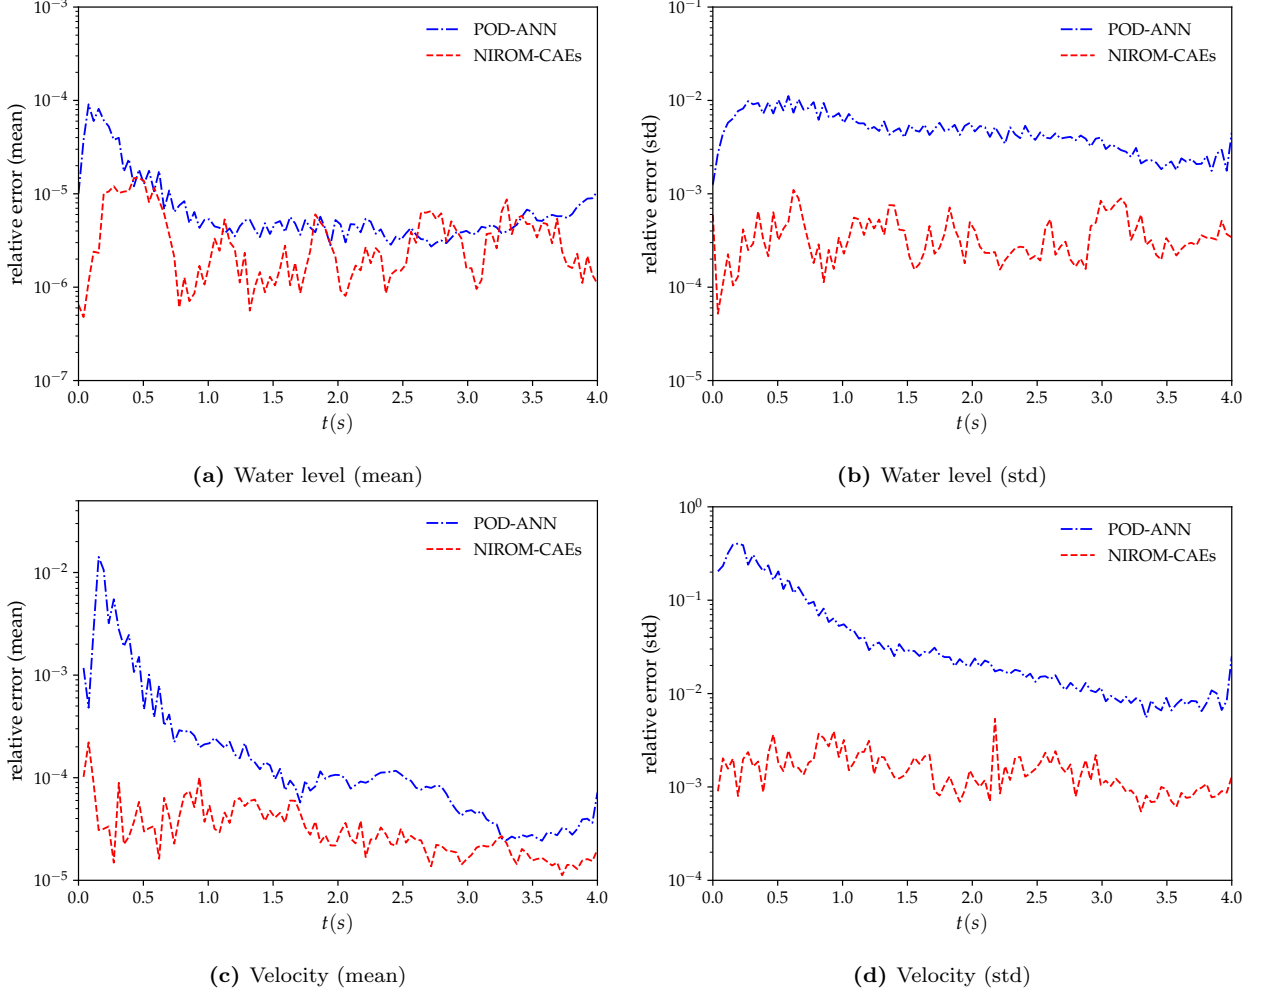 10⁻³
10⁻⁴
10⁻⁵
10⁻⁶
10⁻⁷
relative error (mean)
POD-ANN
NIROM-CAEs
0.0 0.5 1.0 1.5 2.0 2.5 3.0 3.5 4.0
t(s)
(a) Water level (mean)
10⁻¹
10⁻²
10⁻³
10⁻⁴
10⁻⁵
relative error (std)
POD-ANN
NIROM-CAEs
0.0 0.5 1.0 1.5 2.0 2.5 3.0 3.5 4.0
t(s)
(b) Water level (std)
10⁻²
10⁻³
10⁻⁴
10⁻⁵
relative error (mean)
POD-ANN
NIROM-CAEs
0.0 0.5 1.0 1.5 2.0 2.5 3.0 3.5 4.0
t(s)
(c) Velocity (mean)
10⁰
10⁻¹
10⁻²
10⁻³
10⁻⁴
relative error (std)
POD-ANN
NIROM-CAEs
0.0 0.5 1.0 1.5 2.0 2.5 3.0 3.5 4.0
t(s)
(d) Velocity (std)